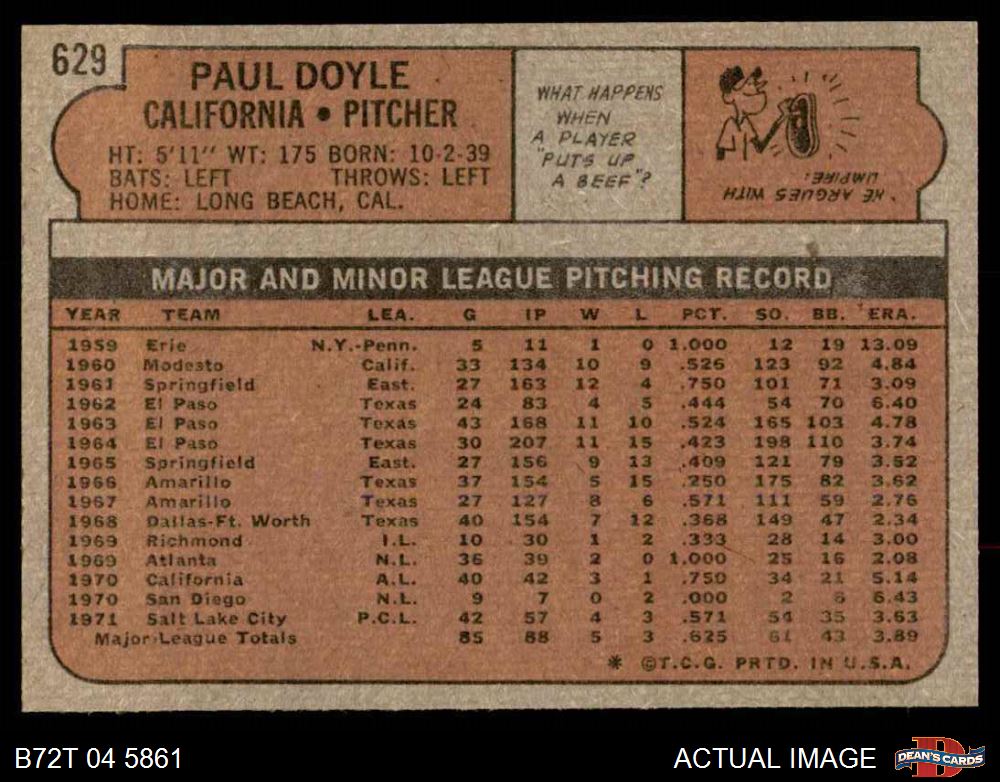 629
PAUL DOYLE
CALIFORNIA • PITCHER
HT: 5'11" WT: 175 BORN: 10-2-39
BATS: LEFT THROWS: LEFT
HOME: LONG BEACH, CAL.
WHAT HAPPENS
WHEN
A PLAYER
"PUTS UP
A BEEF"?
HE ARGUES WITH
UMPIRE!
MAJOR AND MINOR LEAGUE PITCHING RECORD
YEAR TEAM LEA. G IP W L PCT. SO. BB. ERA.
1959 Erie N.Y.-Penn. 5 11 1 0 1.000 12 19 13.09
1960 Modesto Calif. 33 134 10 9 .526 123 92 4.84
1961 Springfield East. 27 163 12 4 .750 101 71 3.09
1962 El Paso Texas 24 83 4 5 .444 54 70 6.40
1963 El Paso Texas 43 168 11 10 .524 165 103 4.78
1964 El Paso Texas 30 207 11 15 .423 198 110 3.74
1965 Springfield East. 27 156 9 13 .409 121 79 3.52
1966 Amarillo Texas 37 154 5 15 .250 175 82 3.62
1967 Amarillo Texas 27 127 8 6 .571 111 59 2.76
1968 Dallas-Ft. Worth Texas 40 154 7 12 .368 149 47 2.34
1969 Richmond I.L. 10 30 1 2 .333 28 14 3.00
1969 Atlanta N.L. 36 39 2 0 1.000 25 16 2.08
1970 California A.L. 40 42 3 1 .750 34 21 5.14
1970 San Diego N.L. 9 7 0 2 .000 2 6 6.43
1971 Salt Lake City P.C.L. 42 57 4 3 .571 54 35 3.63
Major League Totals 85 88 5 3 .625 61 43 3.89
* ©T.C.G. PRTD. IN U.S.A.
B72T 04 5861
ACTUAL IMAGE
D
DEAN'S CARDS